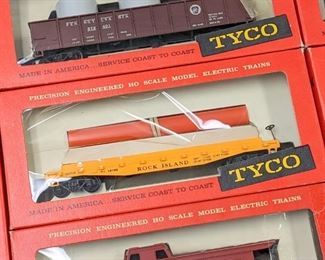 TYCO
MADE IN AMERICA...SERVICE COAST TO COAST
PRECISION ENGINEERED HO SCALE MODEL ELECTRIC TRAINS
ROCK ISLAND
TYCO
MADE IN AMERICA...SERVICE COAST TO COAST
PRECISION ENGINEERED HO SCALE MODEL ELECTRIC TRAINS